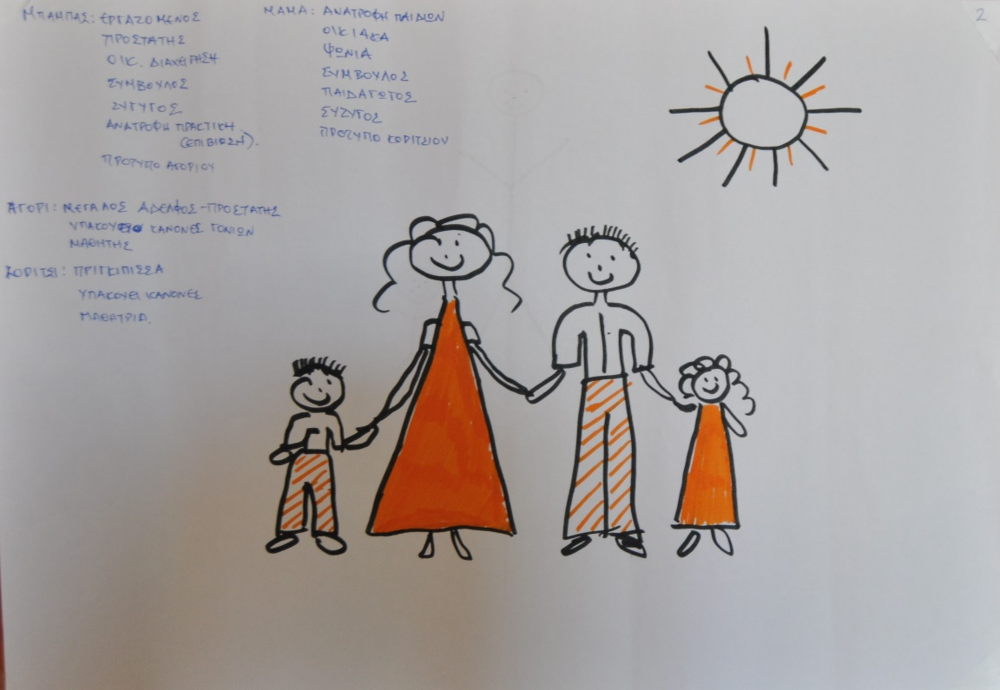 ΜΠΑΜΠΑΣ: ΕΡΓΑΖΟΜΕΝΟΣ
ΠΡΟΣΤΑΤΗΣ
ΟΙΚ. ΔΙΑΧΕΙΡΗΣΗ
ΣΥΜΒΟΥΛΟΣ
ΣΥΖΥΓΟΣ
ΑΝΑΤΡΟΦΗ ΠΡΑΚΤΙΚΗ
(ΕΠΙΒΙΩΣΗ).
ΠΡΟΤΥΠΟ ΑΓΟΡΙΟΥ
ΜΑΜΑ: ΑΝΑΤΡΟΦΗ ΠΑΙΔΙΩΝ
ΟΙΚΙΑΚΑ
ΨΩΝΙΑ
ΣΥΜΒΟΥΛΟΣ
ΠΑΙΔΑΓΩΓΟΣ
ΣΥΖΥΓΟΣ
ΠΡΟΤΥΠΟ ΚΟΡΙΤΣΙΟΥ
2
ΑΓΟΡΙ: ΜΕΓΑΛΟΣ ΑΔΕΛΦΟΣ-ΠΡΟΣΤΑΤΗΣ
ΚΑΝΟΝΕΣ ΓΟΝΙΩΝ
ΜΑΘΗΤΗΣ
ΚΟΡΙΤΣΙ: ΠΡΙΓΚΙΠΙΣΣΑ
ΥΠΑΚΟΥΕΙ ΚΑΝΟΝΕΣ
ΜΑΘΗΤΡΙΑ.